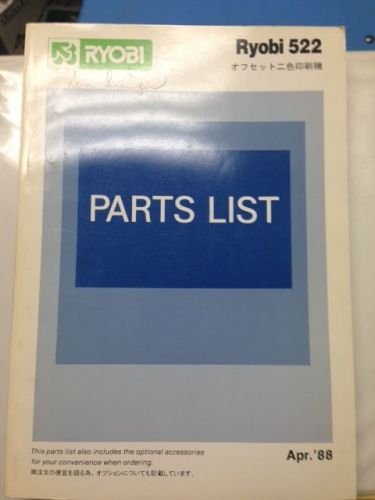 RYOBI
Ryobi 522
オフセット二色印刷機
PARTS LIST
This parts list also includes the optional accessories
for your convenience when ordering.
御注文の便宜を図る為，オプションについても記載しています。
Apr.'88